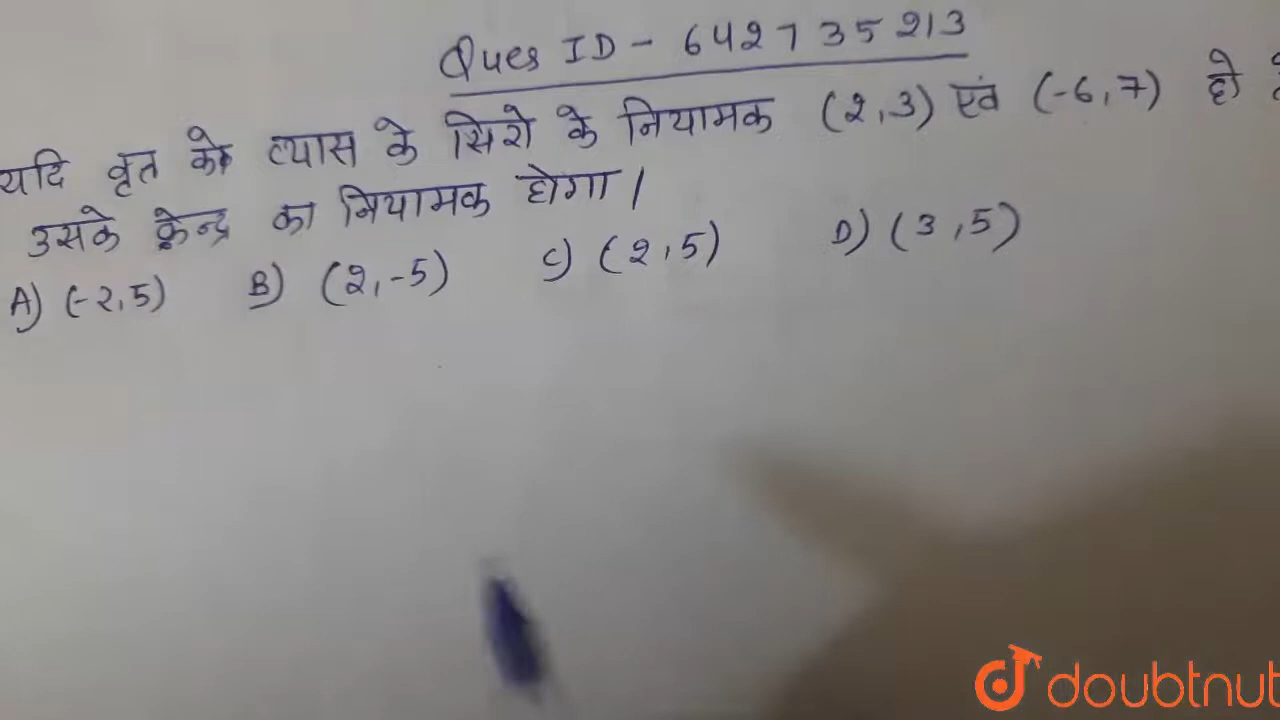 Ques ID - 642735213
यदि वृत को व्यास के सिरो के नियामक (2,3) एवं (-6,7) हो
उसके केन्द्र का नियामक होगा।
A) (-2,5) B) (2,-5) C) (2,5) D) (3,5)
doubtnut